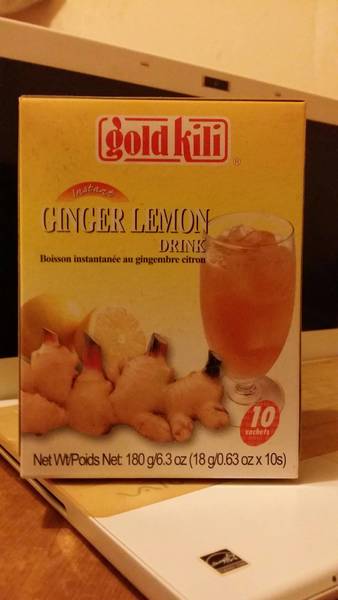 gold kili
®
Instant
GINGER LEMON
DRINK
Boisson instantanée au gingembre citron
10
sachets
Net Wt/Poids Net: 180 g/6.3 oz (18 g/0.63 oz x 10s)